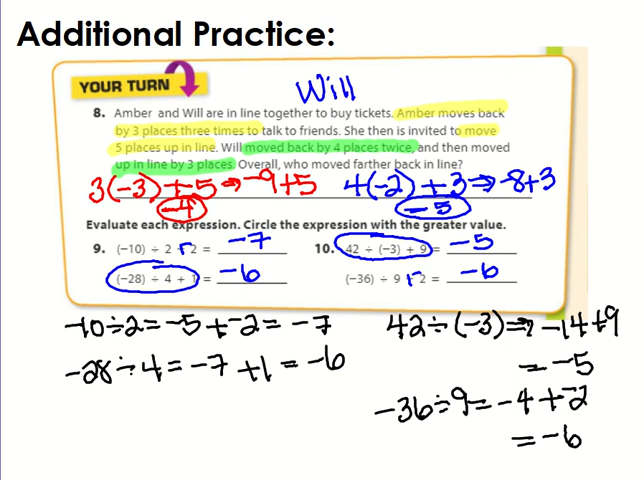 Additional Practice:
YOUR TURN
Will
8. Amber and Will are in line together to buy tickets. Amber moves back
by 3 places three times to talk to friends. She then is invited to move
5 places up in line. Will moved back by 4 places twice, and then moved
up in line by 3 places. Overall, who moved farther back in line?
3(-3) + 5 → -9+5 4(-2) + 3 → -8+3
-4 -5
Evaluate each expression. Circle the expression with the greater value.
9. (−10) ÷ 2 + -2 = -7 10. 42 ÷ (−3) + 9 = -5
(−28) ÷ 4 + 1 = -6 (−36) ÷ 9 + -2 = -6
-10÷2 = -5 + -2 = -7 42 ÷ (-3) ⇒ -14+9
-28 ÷ 4 = -7 +1 = -6 = -5
-36 ÷ 9 = -4 + -2
= -6